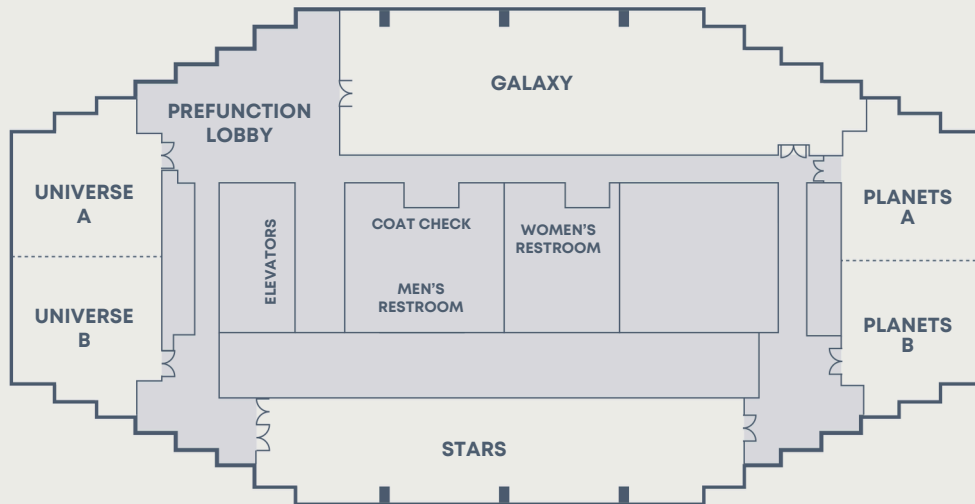 GALAXY
PREFUNCTION
LOBBY
UNIVERSE
A
PLANETS
A
ELEVATORS
COAT CHECK
WOMEN'S
RESTROOM
MEN'S
RESTROOM
UNIVERSE
B
PLANETS
B
STARS